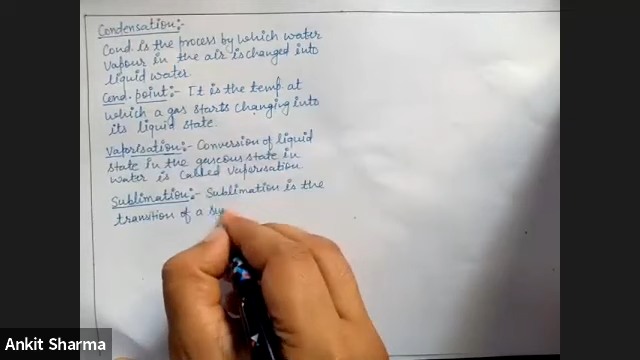 Condensation:-
Cond. is the process by which water
vapour in the air is changed into
liquid water.
Cond. point:- It is the temp. at
which a gas starts changing into
its liquid state.
Vaporisation:- Conversion of liquid
state in the gaseous state in
water is called Vaporisation.
Sublimation:- Sublimation is the
transition of a su
Ankit Sharma